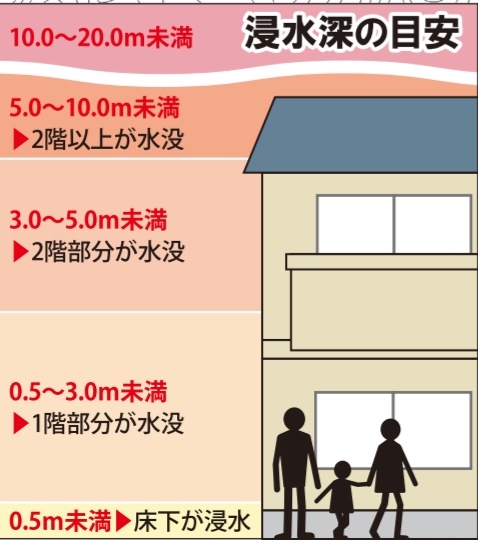 浸水深の目安
10.0〜20.0m未満
5.0〜10.0m未満
▶2階以上が水没
3.0〜5.0m未満
▶2階部分が水没
0.5〜3.0m未満
▶1階部分が水没
0.5m未満▶床下が浸水